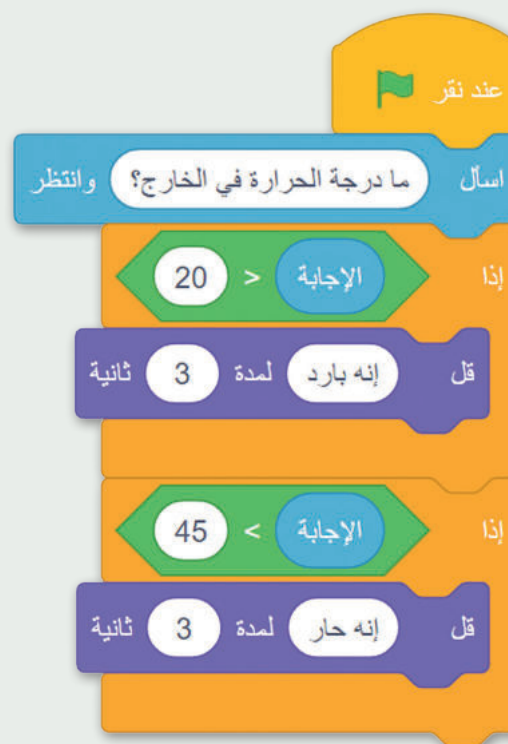 عند نقر
اسأل ما درجة الحرارة في الخارج؟ وانتظر
إذا الإجابة < 20
قل إنه بارد لمدة 3 ثانية
إذا الإجابة > 45
قل إنه حار لمدة 3 ثانية